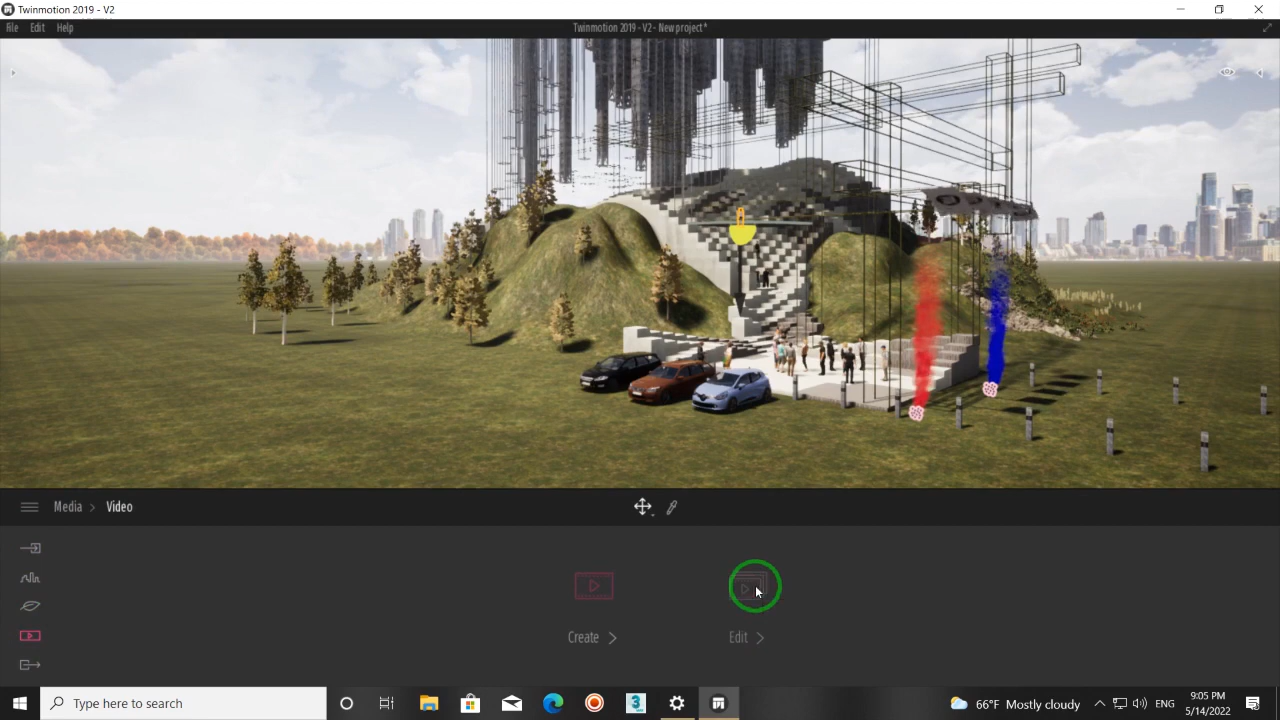 Twinmotion 2019 - V2
File Edit Help
Twinmotion 2019 - V2 - New project*
Media > Video
Create >
Edit >
Type here to search
66°F Mostly cloudy
ENG
9:05 PM
5/14/2022